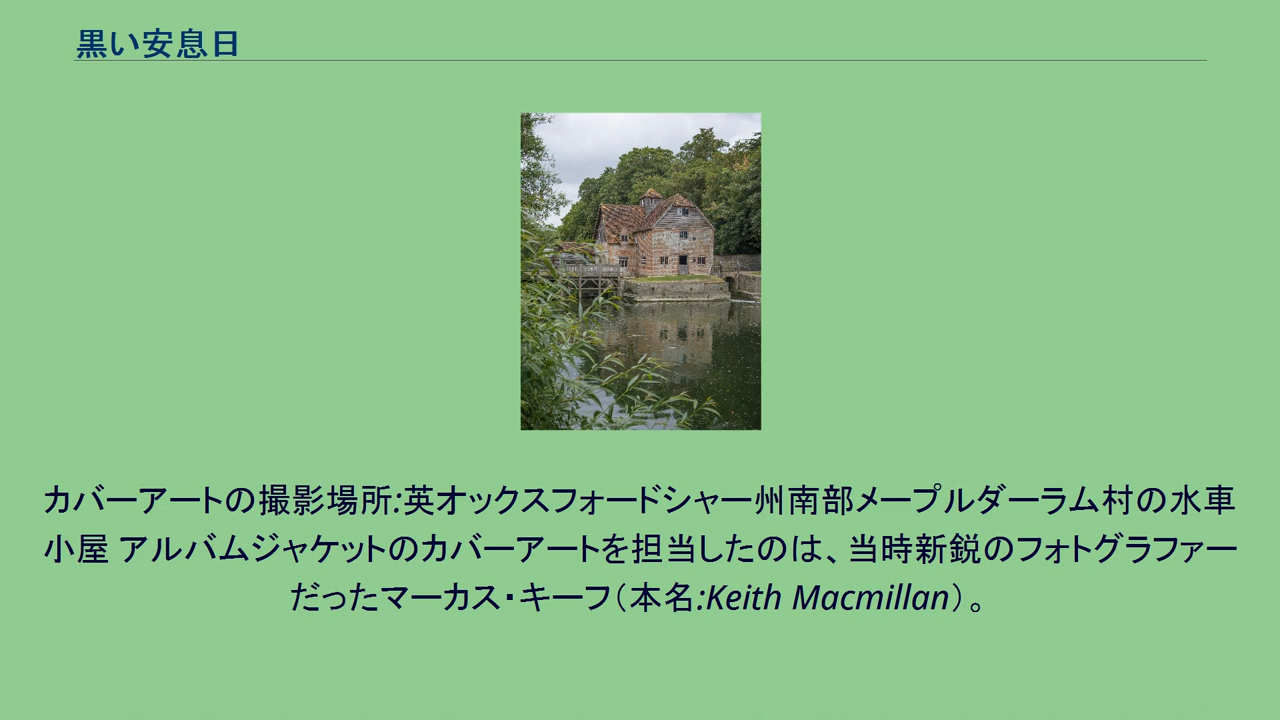 黒い安息日
カバーアートの撮影場所:英オックスフォードシャー州南部メープルダーラム村の水車
小屋 アルバムジャケットのカバーアートを担当したのは、当時新鋭のフォトグラファー
だったマーカス・キーフ（本名:Keith Macmillan）。